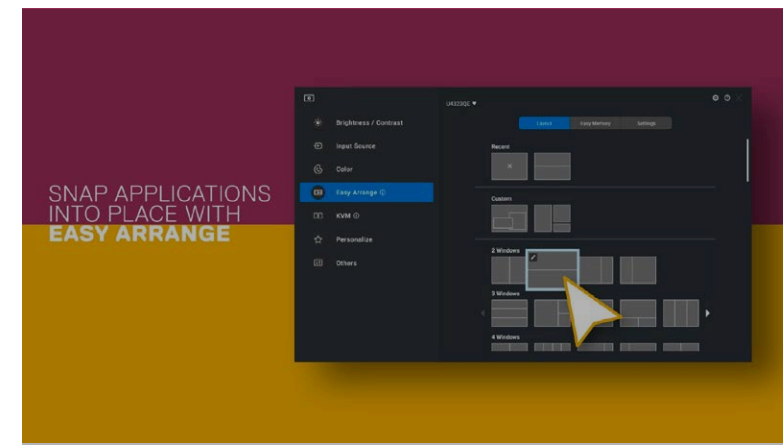 SNAP APPLICATIONS
INTO PLACE WITH
EASY ARRANGE
U4323QE
Brightness / Contrast
Input Source
Color
Easy Arrange
KVM
Personalize
Others
Layout
Easy Memory
Settings
Recent
Custom
2 Windows
3 Windows
4 Windows